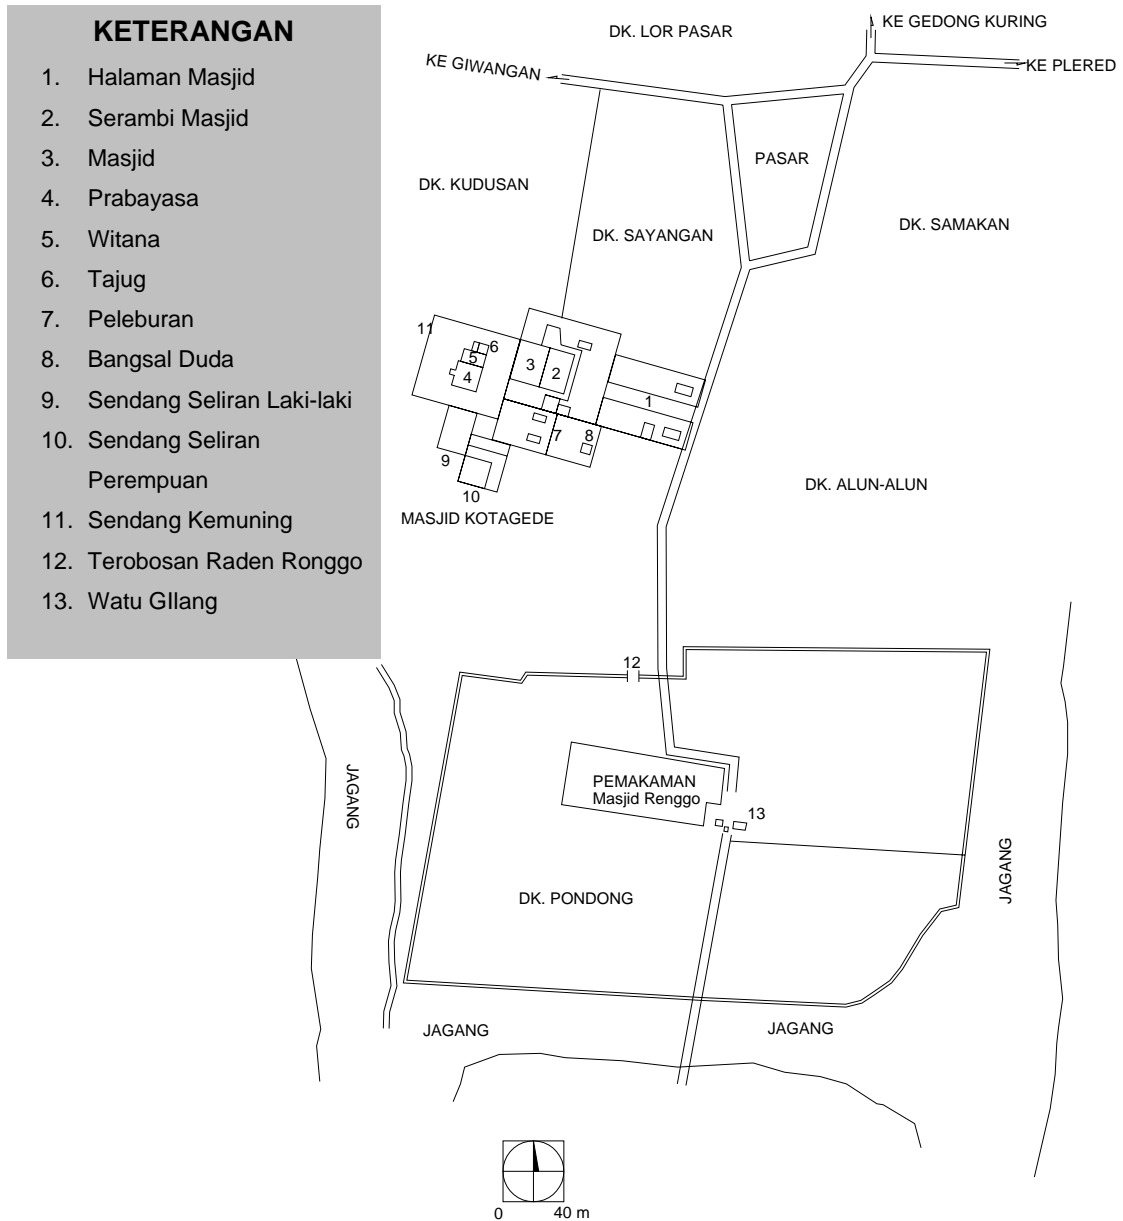 KETERANGAN
1. Halaman Masjid
2. Serambi Masjid
3. Masjid
4. Prabayasa
5. Witana
6. Tajug
7. Peleburan
8. Bangsal Duda
9. Sendang Seliran Laki-laki
10. Sendang Seliran
Perempuan
11. Sendang Kemuning
12. Terobosan Raden Ronggo
13. Watu GIlang
DK. LOR PASAR
KE GEDONG KURING
KE GIWANGAN
KE PLERED
PASAR
DK. KUDUSAN
DK. SAYANGAN
DK. SAMAKAN
11
6
5
4
3
2
1
7
8
9
10
MASJID KOTAGEDE
DK. ALUN-ALUN
12
JAGANG
PEMAKAMAN
Masjid Renggo
13
JAGANG
DK. PONDONG
JAGANG
JAGANG
0
40 m